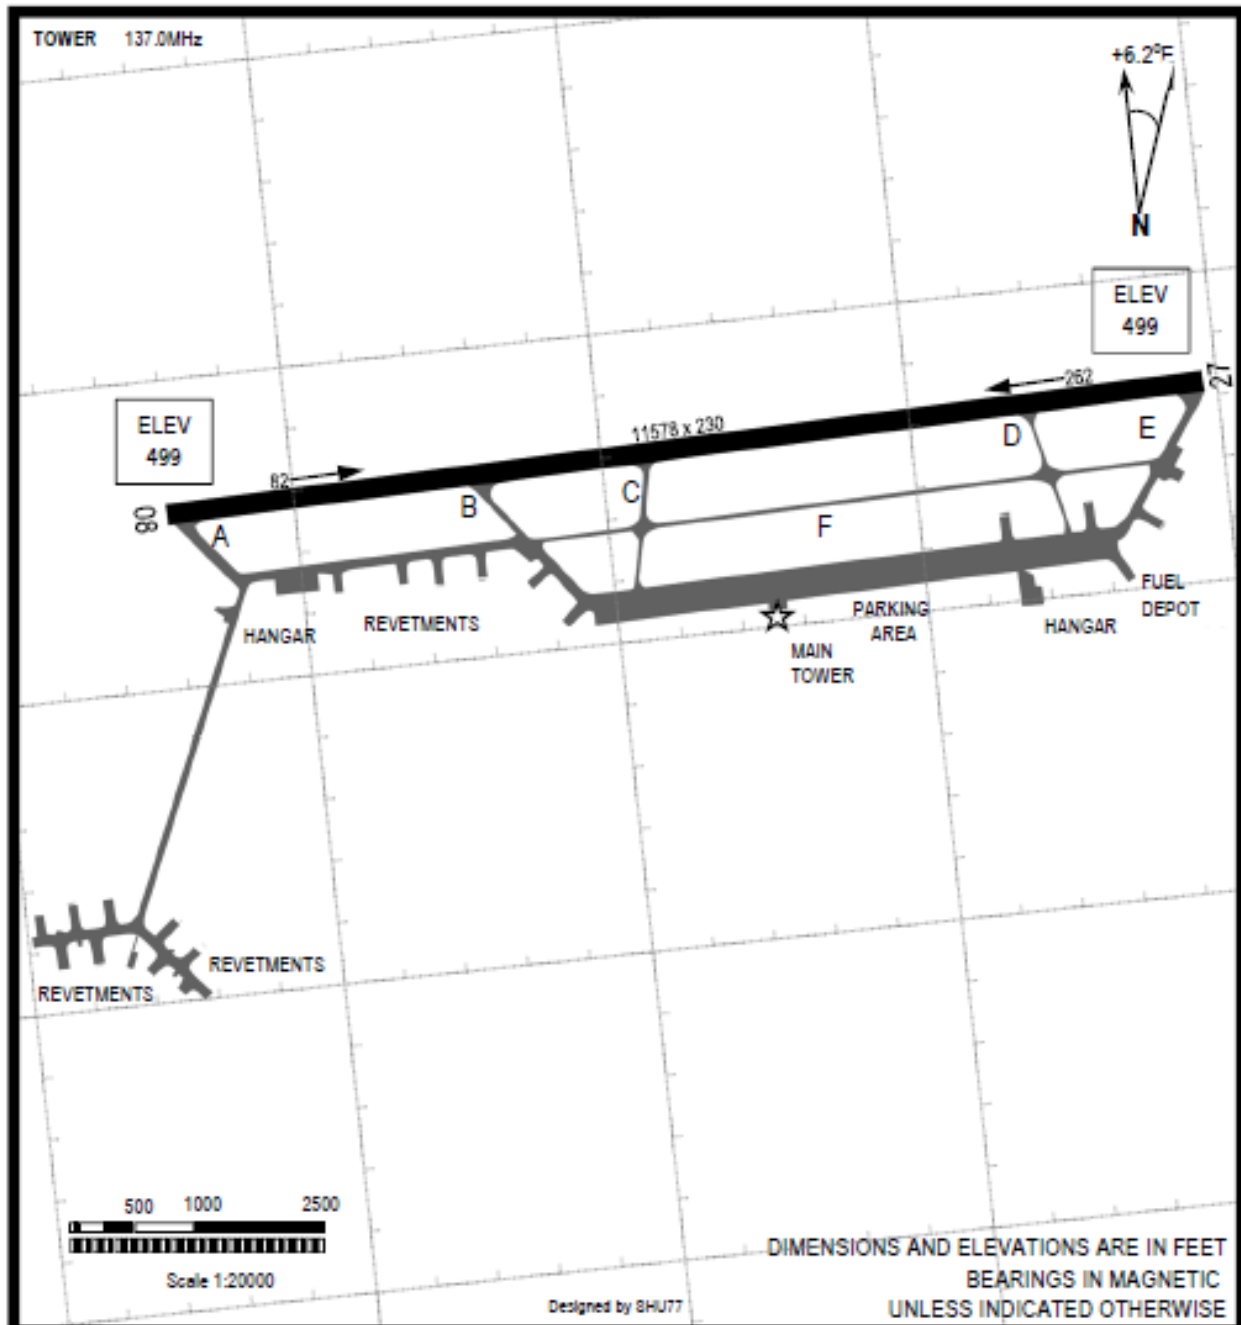 TOWER 137.0MHz
+6.2°E
N
ELEV
499
27
262
11578 x 230
D
E
ELEV
499
82
08
A
B
C
F
HANGAR
REVETMENTS
MAIN
TOWER
PARKING
AREA
HANGAR
FUEL
DEPOT
REVETMENTS
REVETMENTS
500 1000 2500
Scale 1:20000
Designed by SHU77
DIMENSIONS AND ELEVATIONS ARE IN FEET
BEARINGS IN MAGNETIC
UNLESS INDICATED OTHERWISE